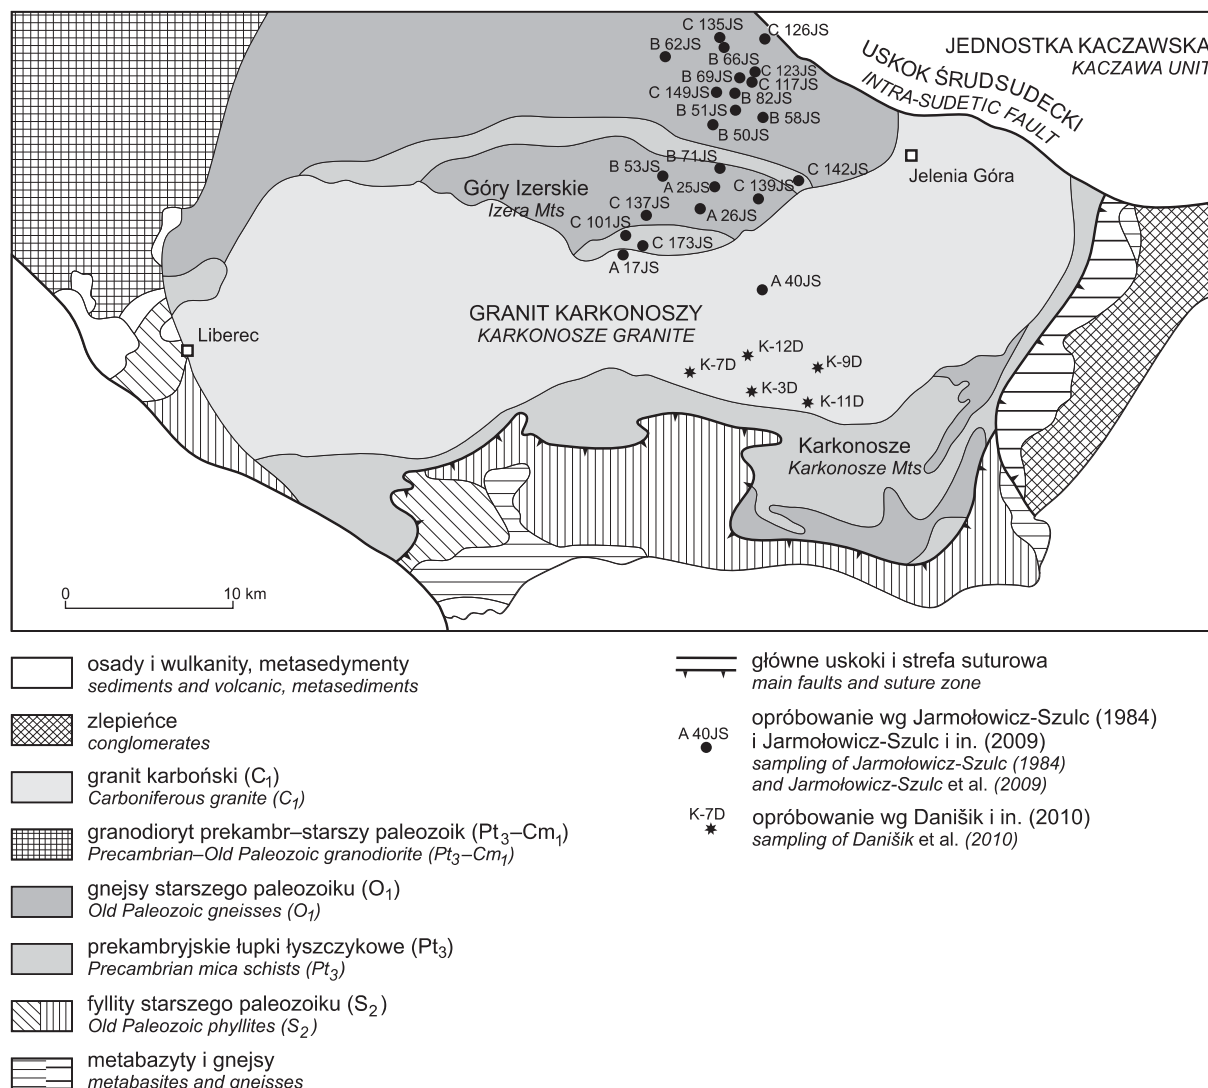 C 135JS
C 126JS
B 62JS
B 66JS
C 123JS
B 69JS
C 117JS
C 149JS
B 82JS
B 51JS
B 58JS
B 50JS
JEDNOSTKA KACZAWSKA
KACZAWA UNIT
USKOK ŚRUDSUDECKI
INTRA-SUDETIC FAULT
B 71JS
B 53JS
C 142JS
Jelenia Góra
Góry Izerskie
Izera Mts
A 25JS
C 139JS
C 137JS
A 26JS
C 101JS
C 173JS
A 17JS
A 40JS
GRANIT KARKONOSZY
KARKONOSZE GRANITE
Liberec
K-12D
K-7D
K-9D
K-3D
K-11D
Karkonosze
Karkonosze Mts
0 10 km
osady i wulkanity, metasedymenty
sediments and volcanic, metasediments
zlepieńce
conglomerates
granit karboński (C1)
Carboniferous granite (C1)
granodioryt prekambr–starszy paleozoik (Pt3–Cm1)
Precambrian–Old Paleozoic granodiorite (Pt3–Cm1)
gnejsy starszego paleozoiku (O1)
Old Paleozoic gneisses (O1)
prekambryjskie łupki łyszczykowe (Pt3)
Precambrian mica schists (Pt3)
fyllity starszego paleozoiku (S2)
Old Paleozoic phyllites (S2)
metabazyty i gnejsy
metabasites and gneisses
główne uskoki i strefa suturowa
main faults and suture zone
A 40JS
opróbowanie wg Jarmołowicz-Szulc (1984)
i Jarmołowicz-Szulc i in. (2009)
sampling of Jarmołowicz-Szulc (1984)
and Jarmołowicz-Szulc et al. (2009)
K-7D
opróbowanie wg Danišik i in. (2010)
sampling of Danišik et al. (2010)